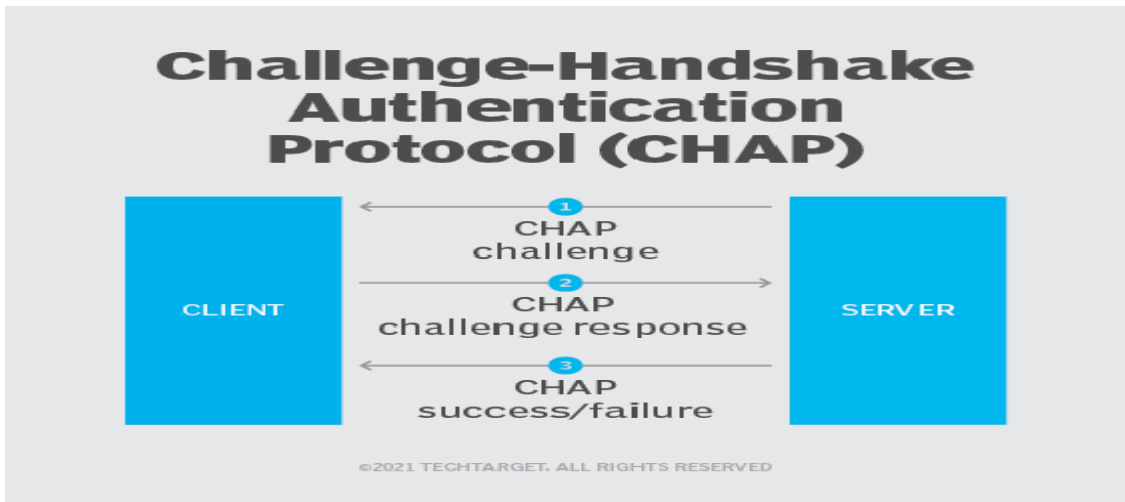 Challenge-Handshake
Authentication
Protocol (CHAP)
1
CHAP
challenge
CLIENT
2
SERVER
CHAP
challenge response
3
CHAP
success/failure
©2021 TECHTARGET. ALL RIGHTS RESERVED